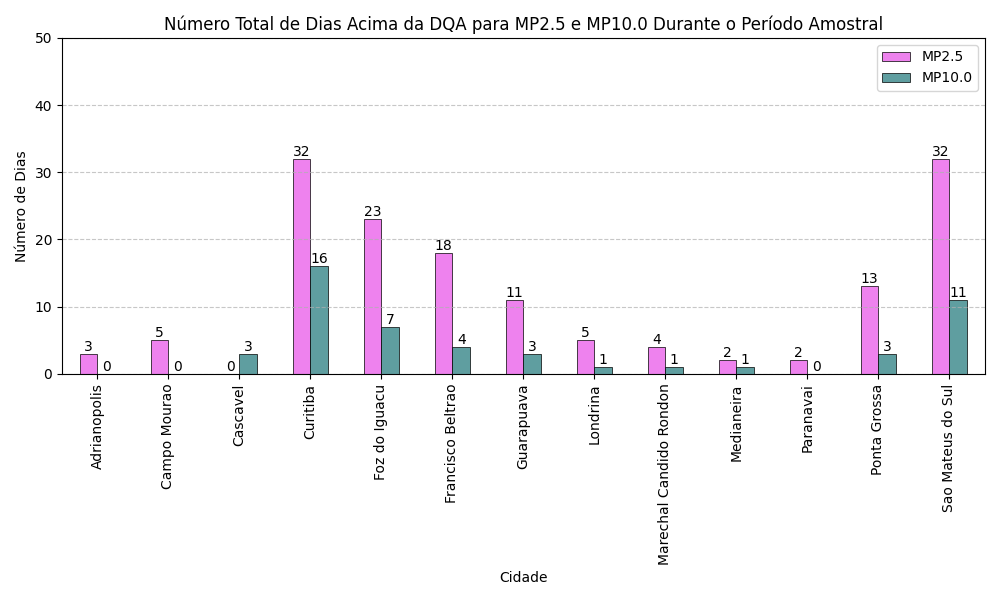 Número Total de Dias Acima da DQA para MP2.5 e MP10.0 Durante o Período Amostral
MP2.5
MP10.0
Número de Dias
50
40
30
20
10
0
3 0
5 0
0 3
32 16
23 7
18 4
11 3
5 1
4 1
2 1
2 0
13 3
32 11
Adrianopolis
Campo Mourao
Cascavel
Curitiba
Foz do Iguacu
Francisco Beltrao
Guarapuava
Londrina
Marechal Candido Rondon
Medianeira
Paranavai
Ponta Grossa
Sao Mateus do Sul
Cidade